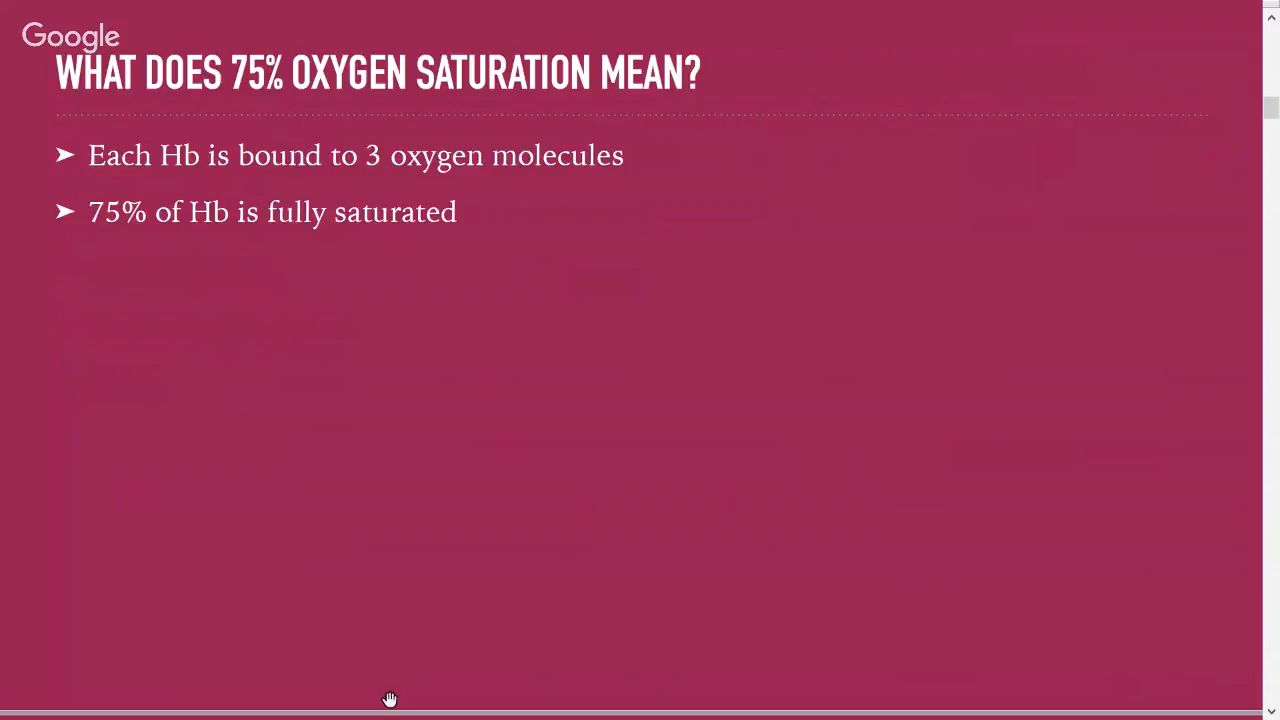 Google
WHAT DOES 75% OXYGEN SATURATION MEAN?
➤ Each Hb is bound to 3 oxygen molecules
➤ 75% of Hb is fully saturated